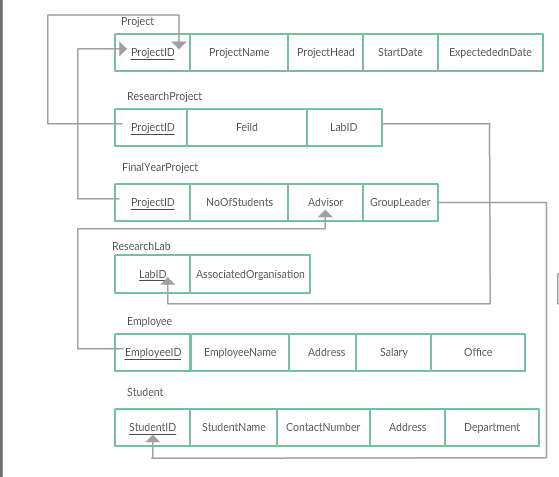 Project
ProjectID ProjectName ProjectHead StartDate ExpectedednDate
ResearchProject
ProjectID Feild LabID
FinalYearProject
ProjectID NoOfStudents Advisor GroupLeader
ResearchLab
LabID AssociatedOrganisation
Employee
EmployeeID EmployeeName Address Salary Office
Student
StudentID StudentName ContactNumber Address Department